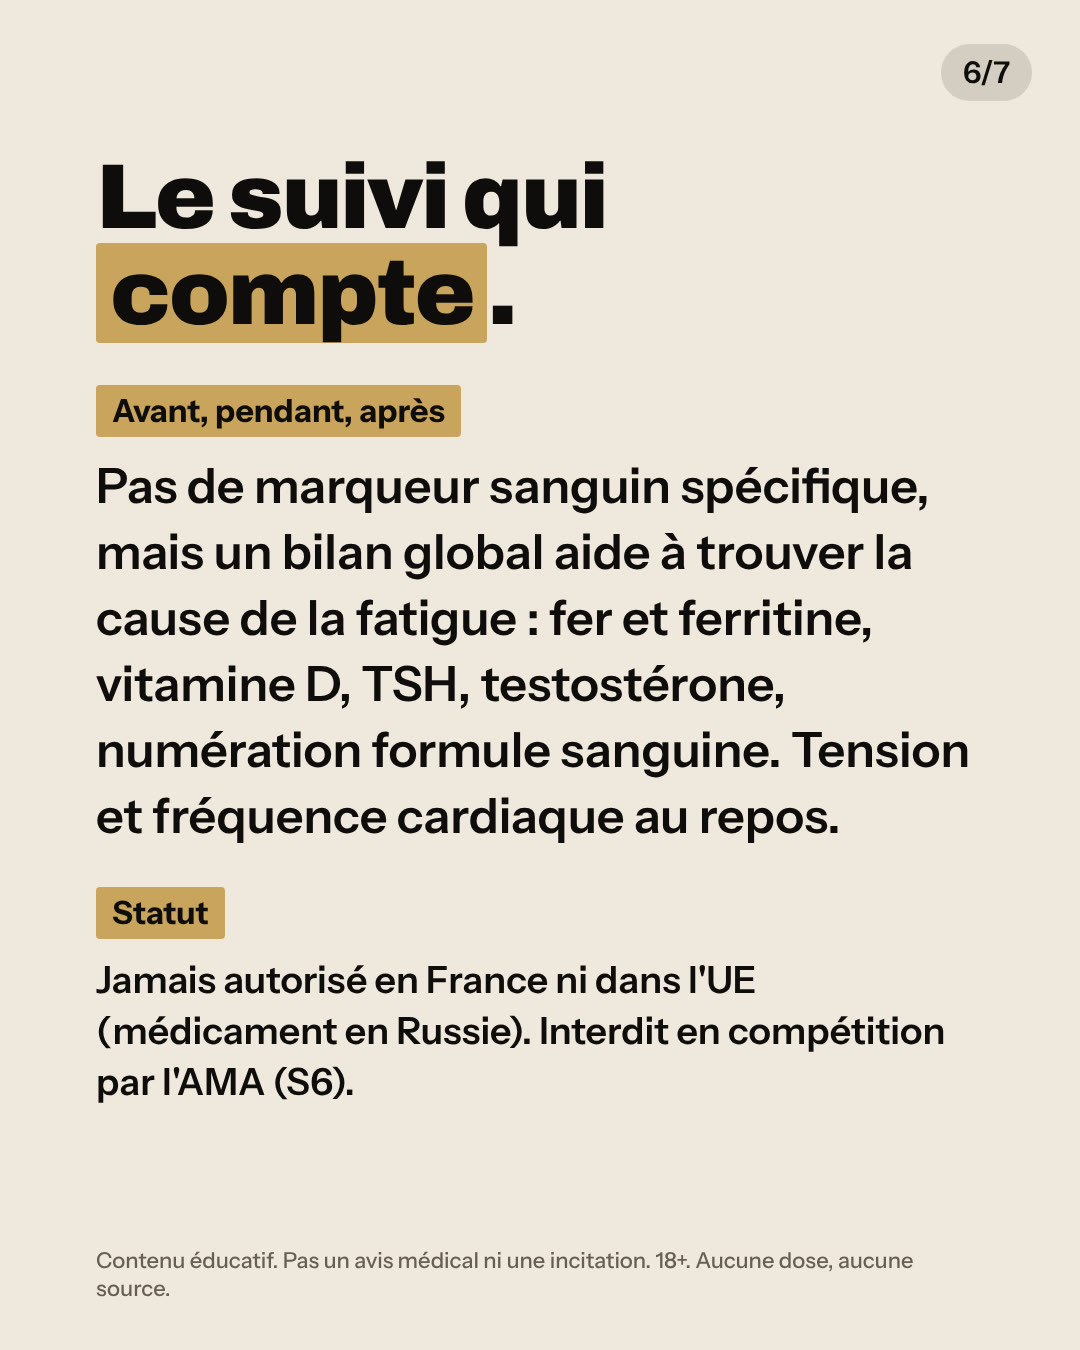 6/7
Le suivi qui
compte.
Avant, pendant, après
Pas de marqueur sanguin spécifique,
mais un bilan global aide à trouver la
cause de la fatigue : fer et ferritine,
vitamine D, TSH, testostérone,
numération formule sanguine. Tension
et fréquence cardiaque au repos.
Statut
Jamais autorisé en France ni dans l'UE
(médicament en Russie). Interdit en compétition
par l'AMA (S6).
Contenu éducatif. Pas un avis médical ni une incitation. 18+. Aucune dose, aucune
source.